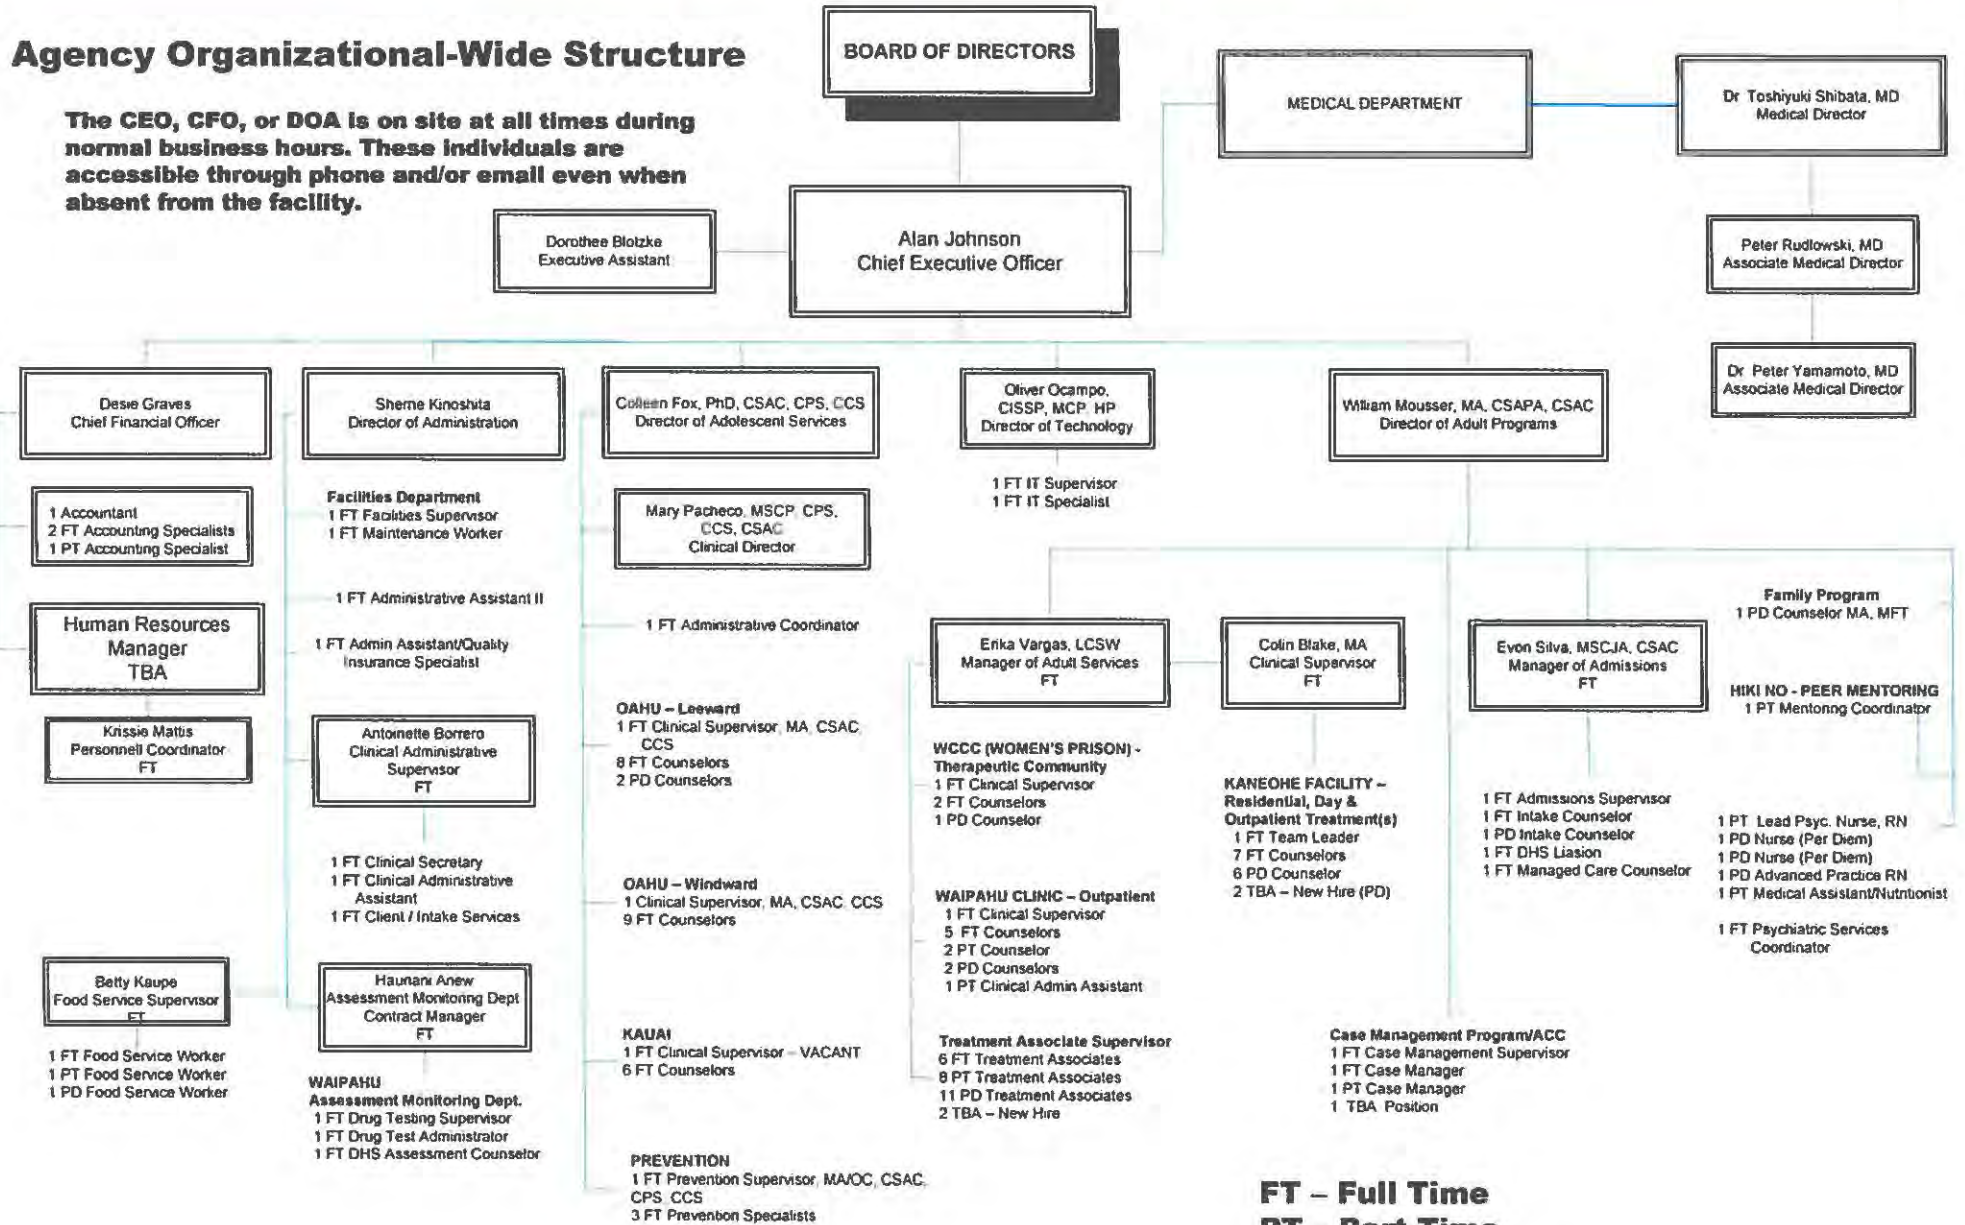 Agency Organizational-Wide Structure
The CEO, CFO, or DOA is on site at all times during
normal business hours. These individuals are
accessible through phone and/or email even when
absent from the facility.
BOARD OF DIRECTORS
MEDICAL DEPARTMENT
Dr Toshiyuki Shibata, MD
Medical Director
Peter Rudlowski, MD
Associate Medical Director
Dr Peter Yamamoto, MD
Associate Medical Director
Dorothee Blotzke
Executive Assistant
Alan Johnson
Chief Executive Officer
Desie Graves
Chief Financial Officer
1 Accountant
2 FT Accounting Specialists
1 PT Accounting Specialist
Human Resources
Manager
TBA
Krissie Mattis
Personnell Coordinator
FT
Betty Kaupe
Food Service Supervisor
FT
1 FT Food Service Worker
1 PT Food Service Worker
1 PD Food Service Worker
Sherne Kinoshita
Director of Administration
Facilities Department
1 FT Facilities Supervisor
1 FT Maintenance Worker
1 FT Administrative Assistant II
1 FT Admin Assistant/Quality
Insurance Specialist
Antoinette Borrero
Clinical Administrative
Supervisor
FT
1 FT Clinical Secretary
1 FT Clinical Administrative
Assistant
1 FT Client / Intake Services
Haunani Anew
Assessment Monitoring Dept
Contract Manager
FT
WAIPAHU
Assessment Monitoring Dept.
1 FT Drug Testing Supervisor
1 FT Drug Test Administrator
1 FT DHS Assessment Counselor
Colleen Fox, PhD, CSAC, CPS, CCS
Director of Adolescent Services
Mary Pacheco, MSCP, CPS,
CCS, CSAC
Clinical Director
1 FT Administrative Coordinator
OAHU – Leeward
1 FT Clinical Supervisor, MA, CSAC,
CCS
8 FT Counselors
2 PD Counselors
OAHU – Windward
1 Clinical Supervisor, MA, CSAC, CCS
9 FT Counselors
KAUAI
1 FT Clinical Supervisor – VACANT
6 FT Counselors
PREVENTION
1 FT Prevention Supervisor, MA/OC, CSAC,
CPS, CCS
3 FT Prevention Specialists
Oliver Ocampo,
CISSP, MCP, HP
Director of Technology
1 FT IT Supervisor
1 FT IT Specialist
William Mousser, MA, CSAPA, CSAC
Director of Adult Programs
Erika Vargas, LCSW
Manager of Adult Services
FT
WCCC (WOMEN'S PRISON) -
Therapeutic Community
1 FT Clinical Supervisor
2 FT Counselors
1 PD Counselor
WAIPAHU CLINIC – Outpatient
1 FT Clinical Supervisor
5 FT Counselors
2 PT Counselor
2 PD Counselors
1 PT Clinical Admin Assistant
Treatment Associate Supervisor
6 FT Treatment Associates
8 PT Treatment Associates
11 PD Treatment Associates
2 TBA – New Hire
Colin Blake, MA
Clinical Supervisor
FT
KANEOHE FACILITY –
Residential, Day &
Outpatient Treatment(s)
1 FT Team Leader
7 FT Counselors
6 PD Counselor
2 TBA – New Hire (PD)
Case Management Program/ACC
1 FT Case Management Supervisor
1 FT Case Manager
1 PT Case Manager
1 TBA Position
Evon Silva, MSCJA, CSAC
Manager of Admissions
FT
1 FT Admissions Supervisor
1 FT Intake Counselor
1 PD Intake Counselor
1 FT DHS Liasion
1 FT Managed Care Counselor
Family Program
1 PD Counselor MA, MFT
HIKI NO - PEER MENTORING
1 PT Mentoring Coordinator
1 PT Lead Psyc. Nurse, RN
1 PD Nurse (Per Diem)
1 PD Nurse (Per Diem)
1 PD Advanced Practice RN
1 PT Medical Assistant/Nutritionist
1 FT Psychiatric Services
Coordinator
FT – Full Time
PT – Part Time